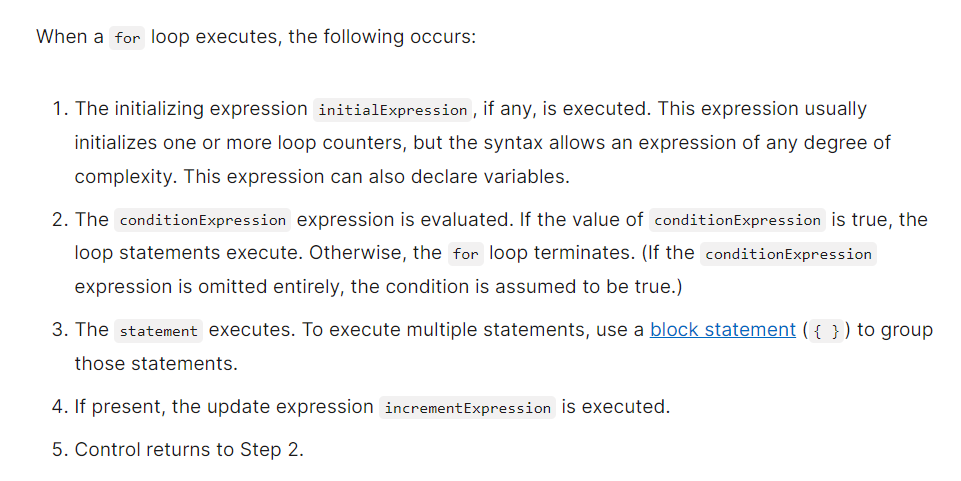 When a for loop executes, the following occurs:
1. The initializing expression initialExpression, if any, is executed. This expression usually
initializes one or more loop counters, but the syntax allows an expression of any degree of
complexity. This expression can also declare variables.
2. The conditionExpression expression is evaluated. If the value of conditionExpression is true, the
loop statements execute. Otherwise, the for loop terminates. (If the conditionExpression
expression is omitted entirely, the condition is assumed to be true.)
3. The statement executes. To execute multiple statements, use a block statement ({ }) to group
those statements.
4. If present, the update expression incrementExpression is executed.
5. Control returns to Step 2.